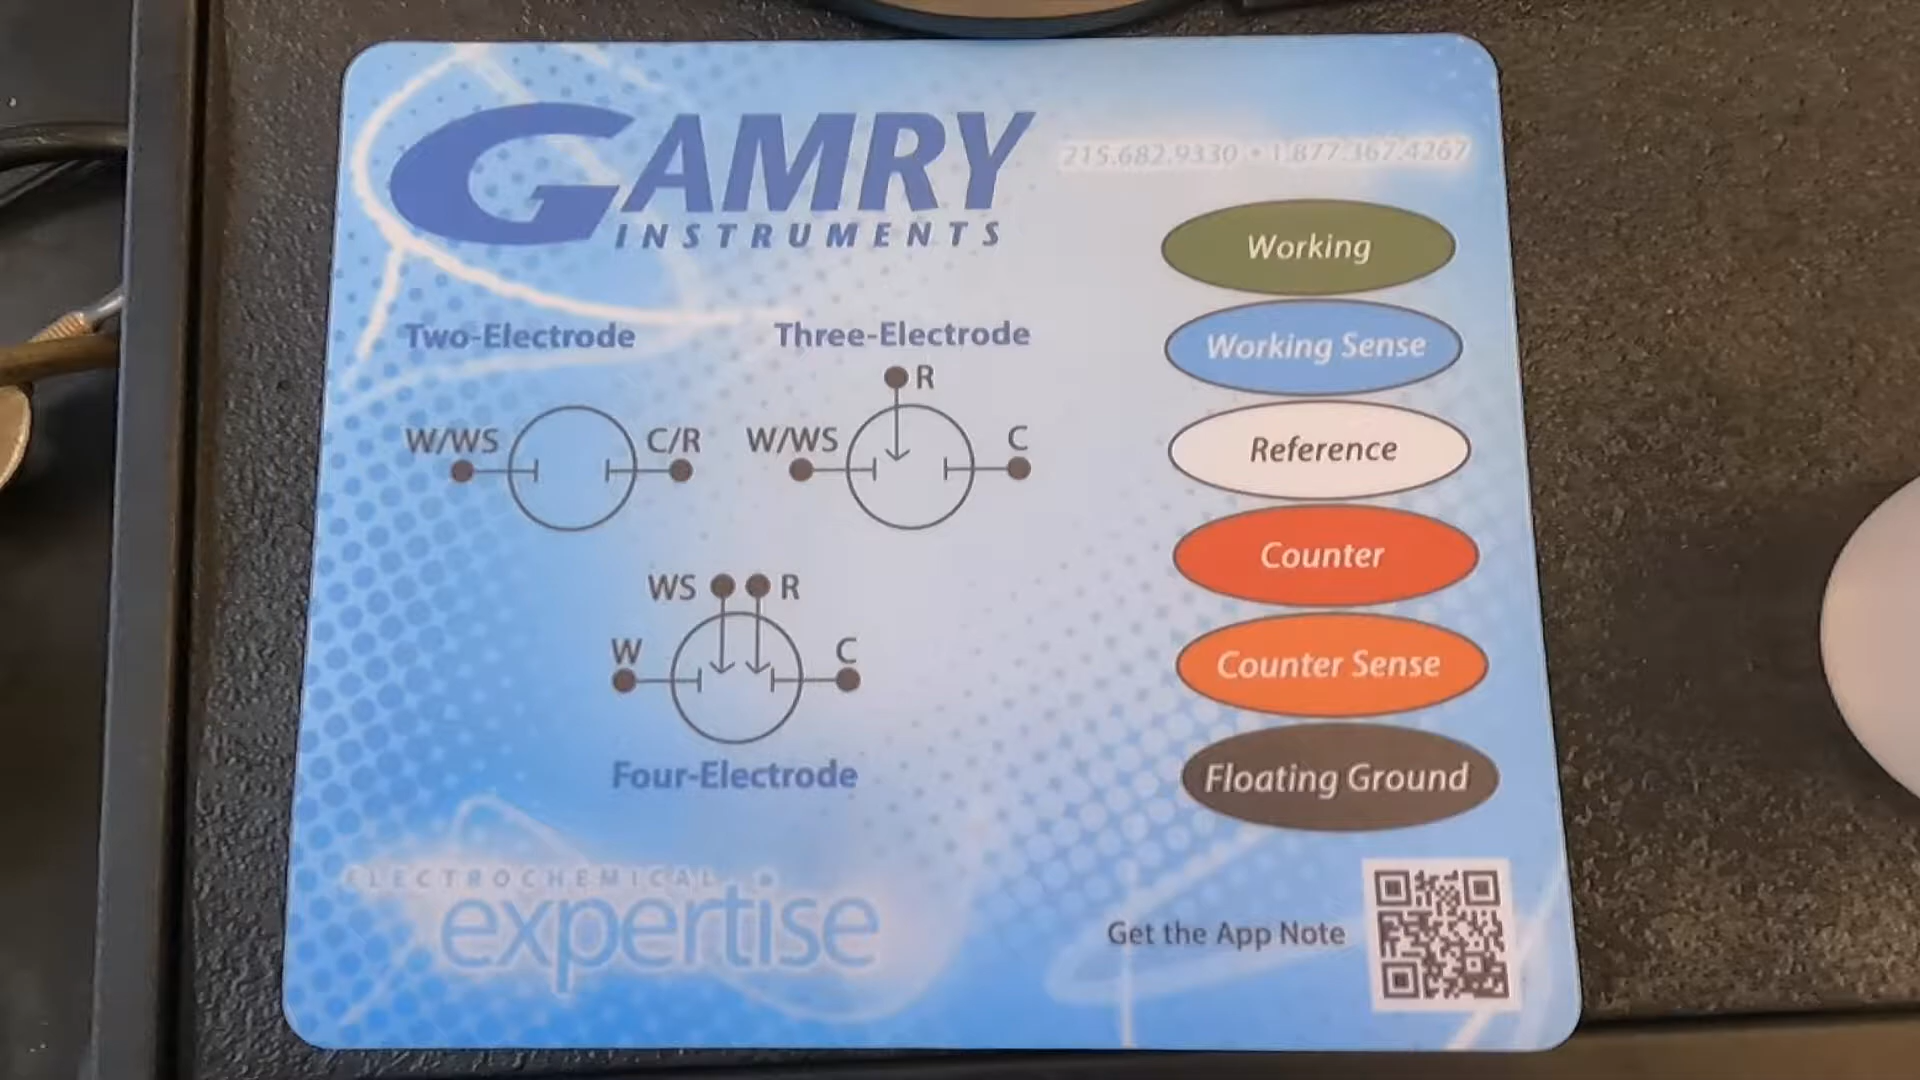 GAMRY
INSTRUMENTS
215.682.9330 • 1.877.367.4267
Two-Electrode
W/WS
C/R
Three-Electrode
R
W/WS
C
WS
R
W
C
Four-Electrode
Working
Working Sense
Reference
Counter
Counter Sense
Floating Ground
ELECTROCHEMICAL
expertise
Get the App Note